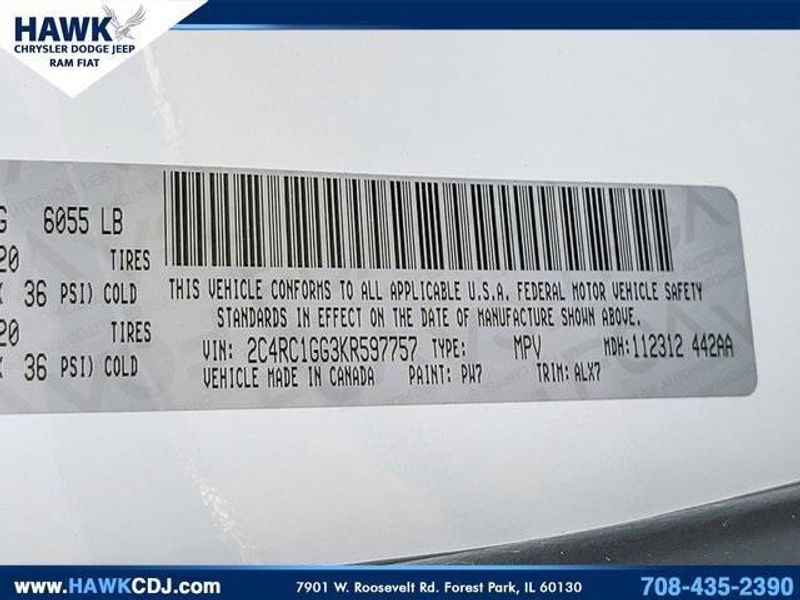 HAWK
CHRYSLER DODGE JEEP
RAM FIAT
G 6055 LB
20 TIRES
36 PSI) COLD
20 TIRES
36 PSI) COLD
THIS VEHICLE CONFORMS TO ALL APPLICABLE U.S.A. FEDERAL MOTOR VEHICLE SAFETY
STANDARDS IN EFFECT ON THE DATE OF MANUFACTURE SHOWN ABOVE.
VIN: 2C4RC1GG3KR597757 TYPE: MPV MDH:112312 442AA
VEHICLE MADE IN CANADA PAINT: PW7 TRIM: ALX7
www.HAWKCDJ.com
7901 W. Roosevelt Rd. Forest Park, IL 60130
708-435-2390